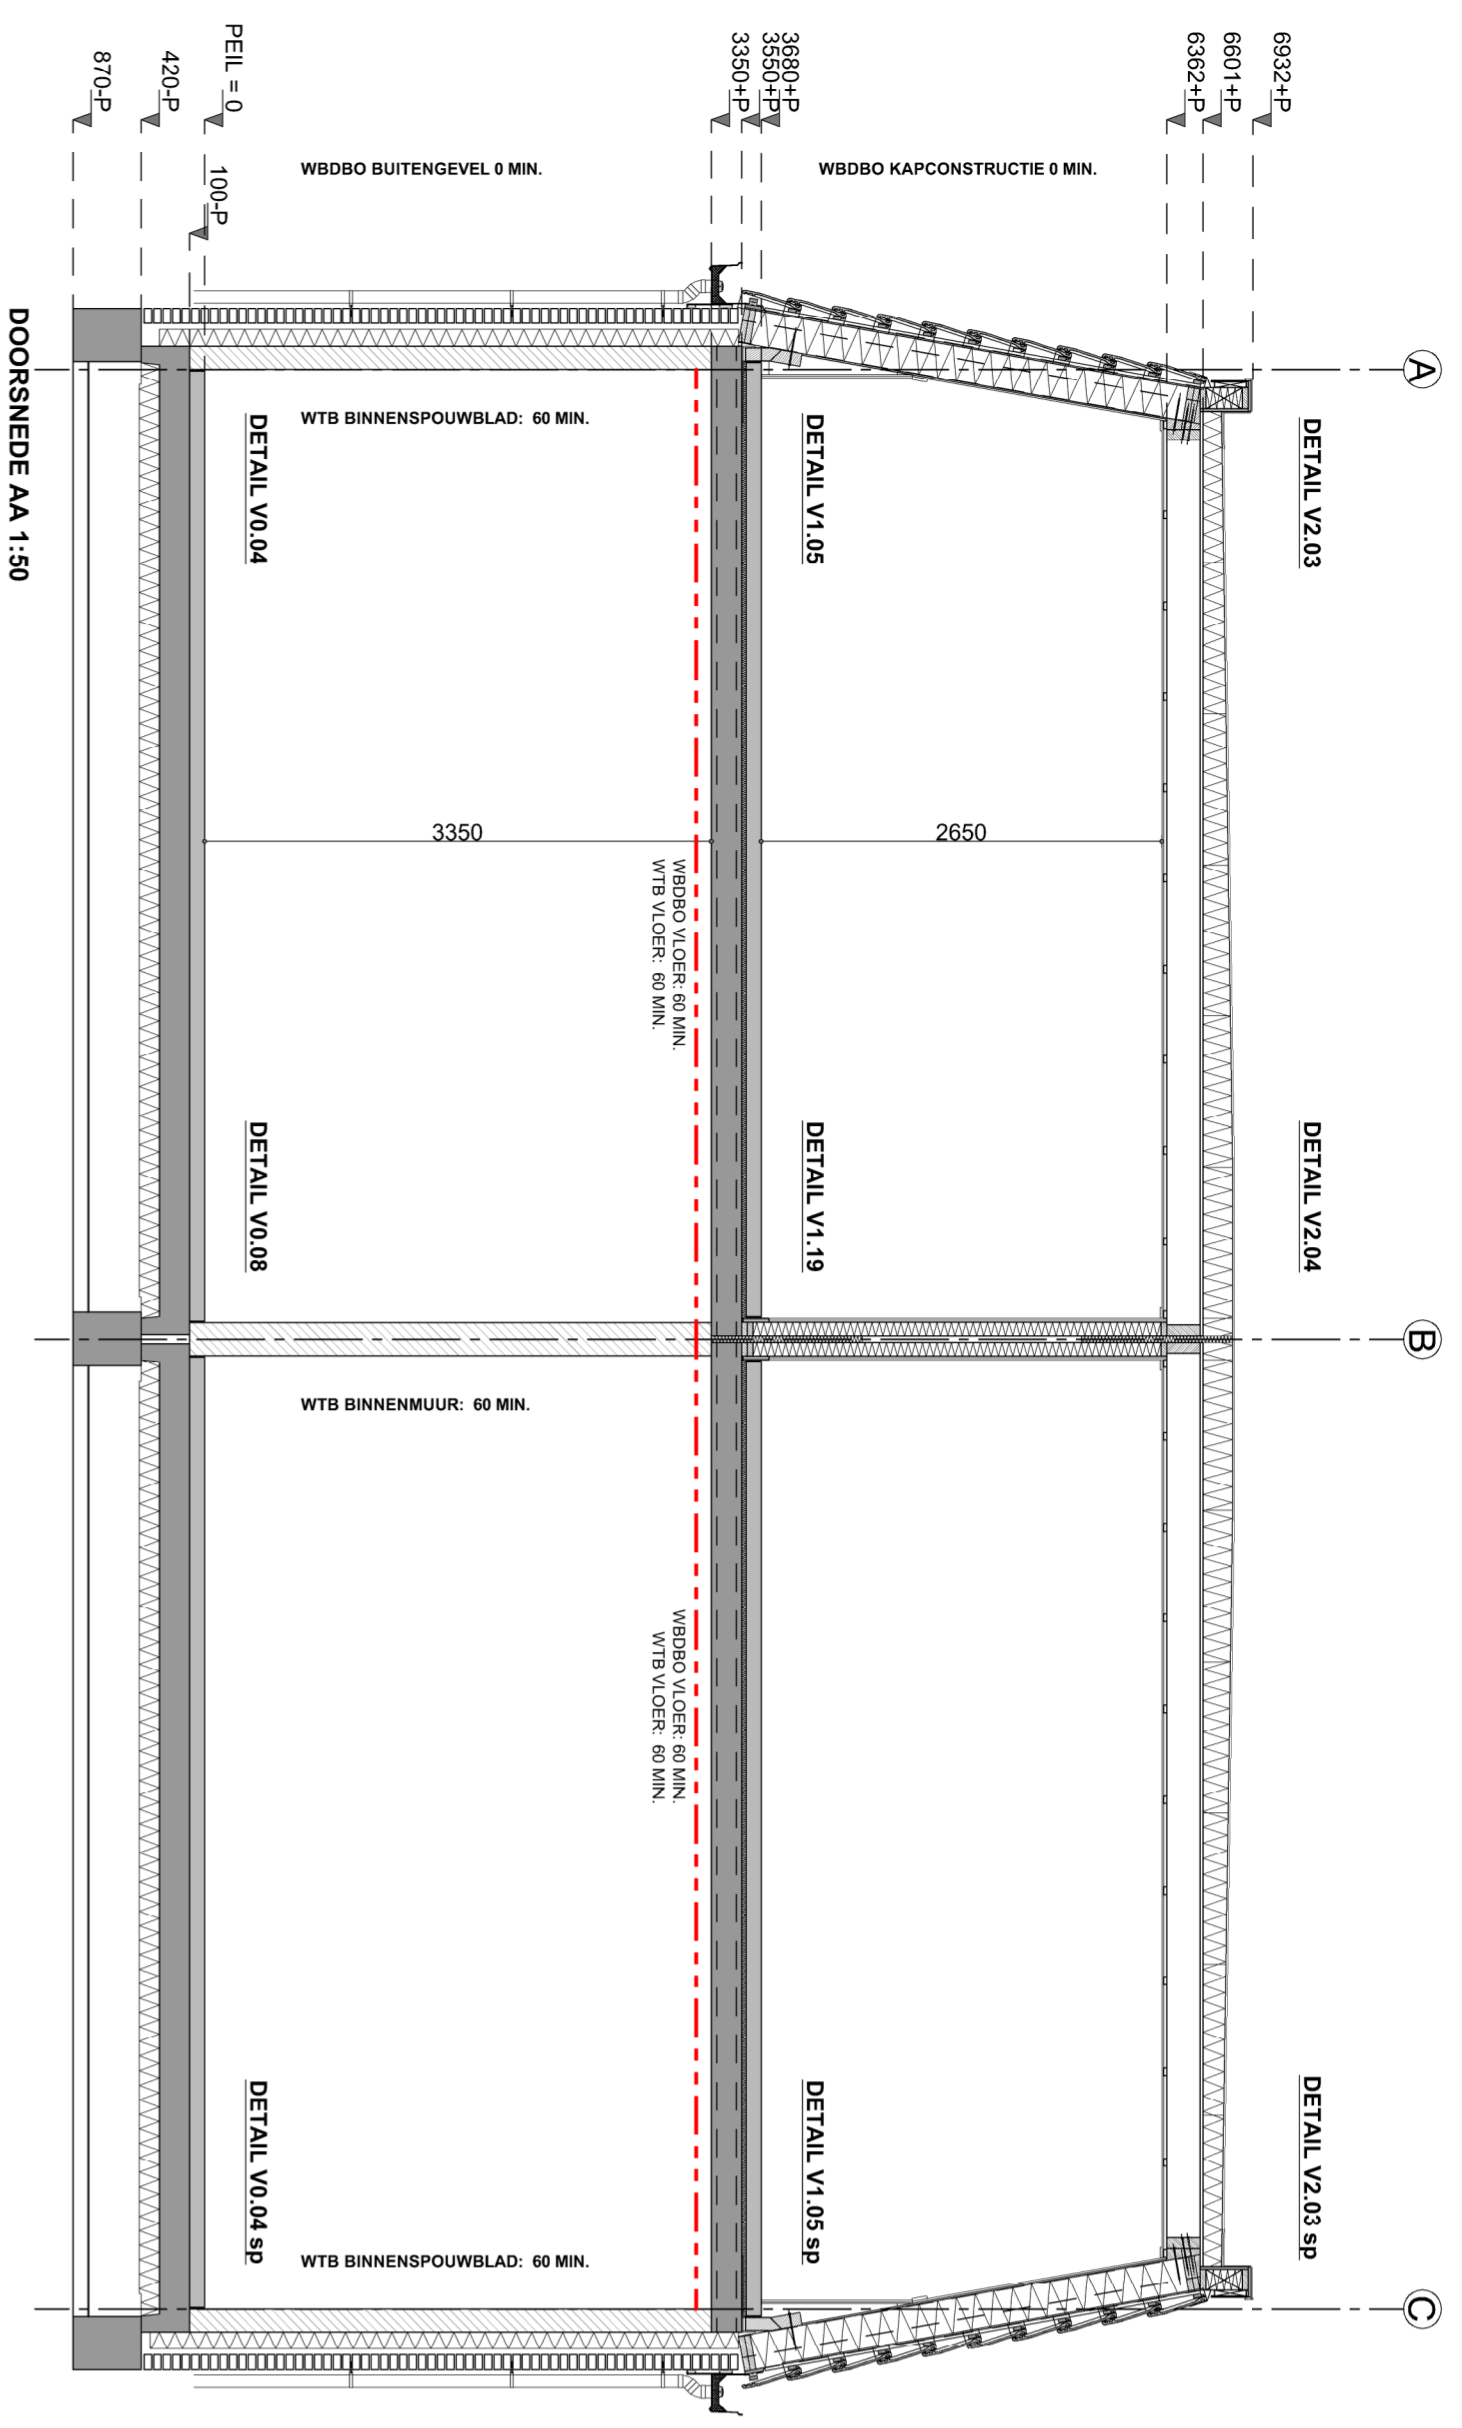 A
B
C
6932+P
6601+P
6362+P
3680+P
3550+P
3350+P
PEIL = 0
100-P
420-P
870-P
DETAIL V2.03
DETAIL V2.04
DETAIL V2.03 sp
WBDBO KAPCONSTRUCTIE 0 MIN.
2650
DETAIL V1.05
DETAIL V1.19
DETAIL V1.05 sp
WBDBO VLOER: 60 MIN.
WTB VLOER: 60 MIN.
WBDBO VLOER: 60 MIN.
WTB VLOER: 60 MIN.
WBDBO BUITENGEVEL 0 MIN.
WTB BINNENSPOUWBLAD: 60 MIN.
3350
WTB BINNENMUUR: 60 MIN.
WTB BINNENSPOUWBLAD: 60 MIN.
DETAIL V0.04
DETAIL V0.08
DETAIL V0.04 sp
DOORSNEDE AA 1:50